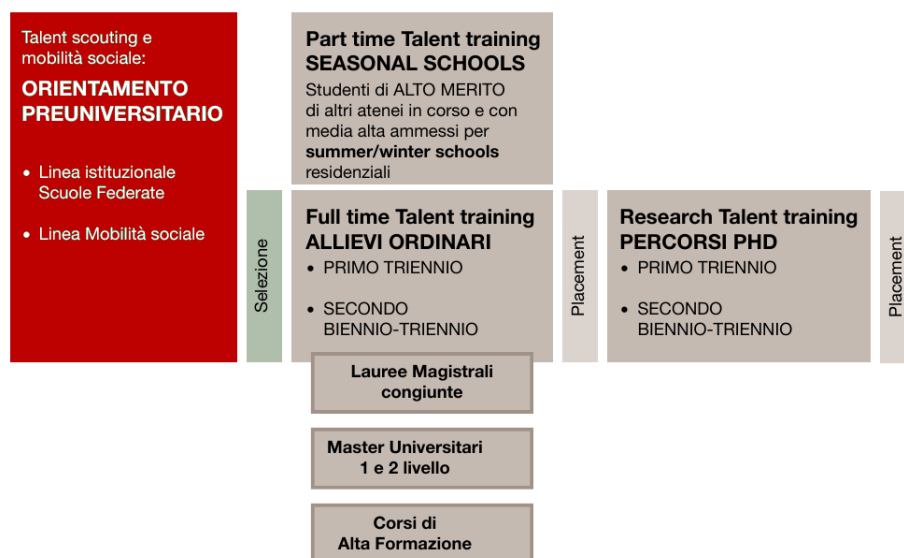 Talent scouting e
mobilità sociale:
ORIENTAMENTO
PREUNIVERSITARIO
• Linea istituzionale
Scuole Federate
• Linea Mobilità sociale
Selezione
Part time Talent training
SEASONAL SCHOOLS
Studenti di ALTO MERITO
di altri atenei in corso e con
media alta ammessi per
summer/winter schools
residenziali
Full time Talent training
ALLIEVI ORDINARI
• PRIMO TRIENNIO
• SECONDO
BIENNIO-TRIENNIO
Lauree Magistrali
congiunte
Master Universitari
1 e 2 livello
Corsi di
Alta Formazione
Placement
Research Talent training
PERCORSI PHD
• PRIMO TRIENNIO
• SECONDO
BIENNIO-TRIENNIO
Placement